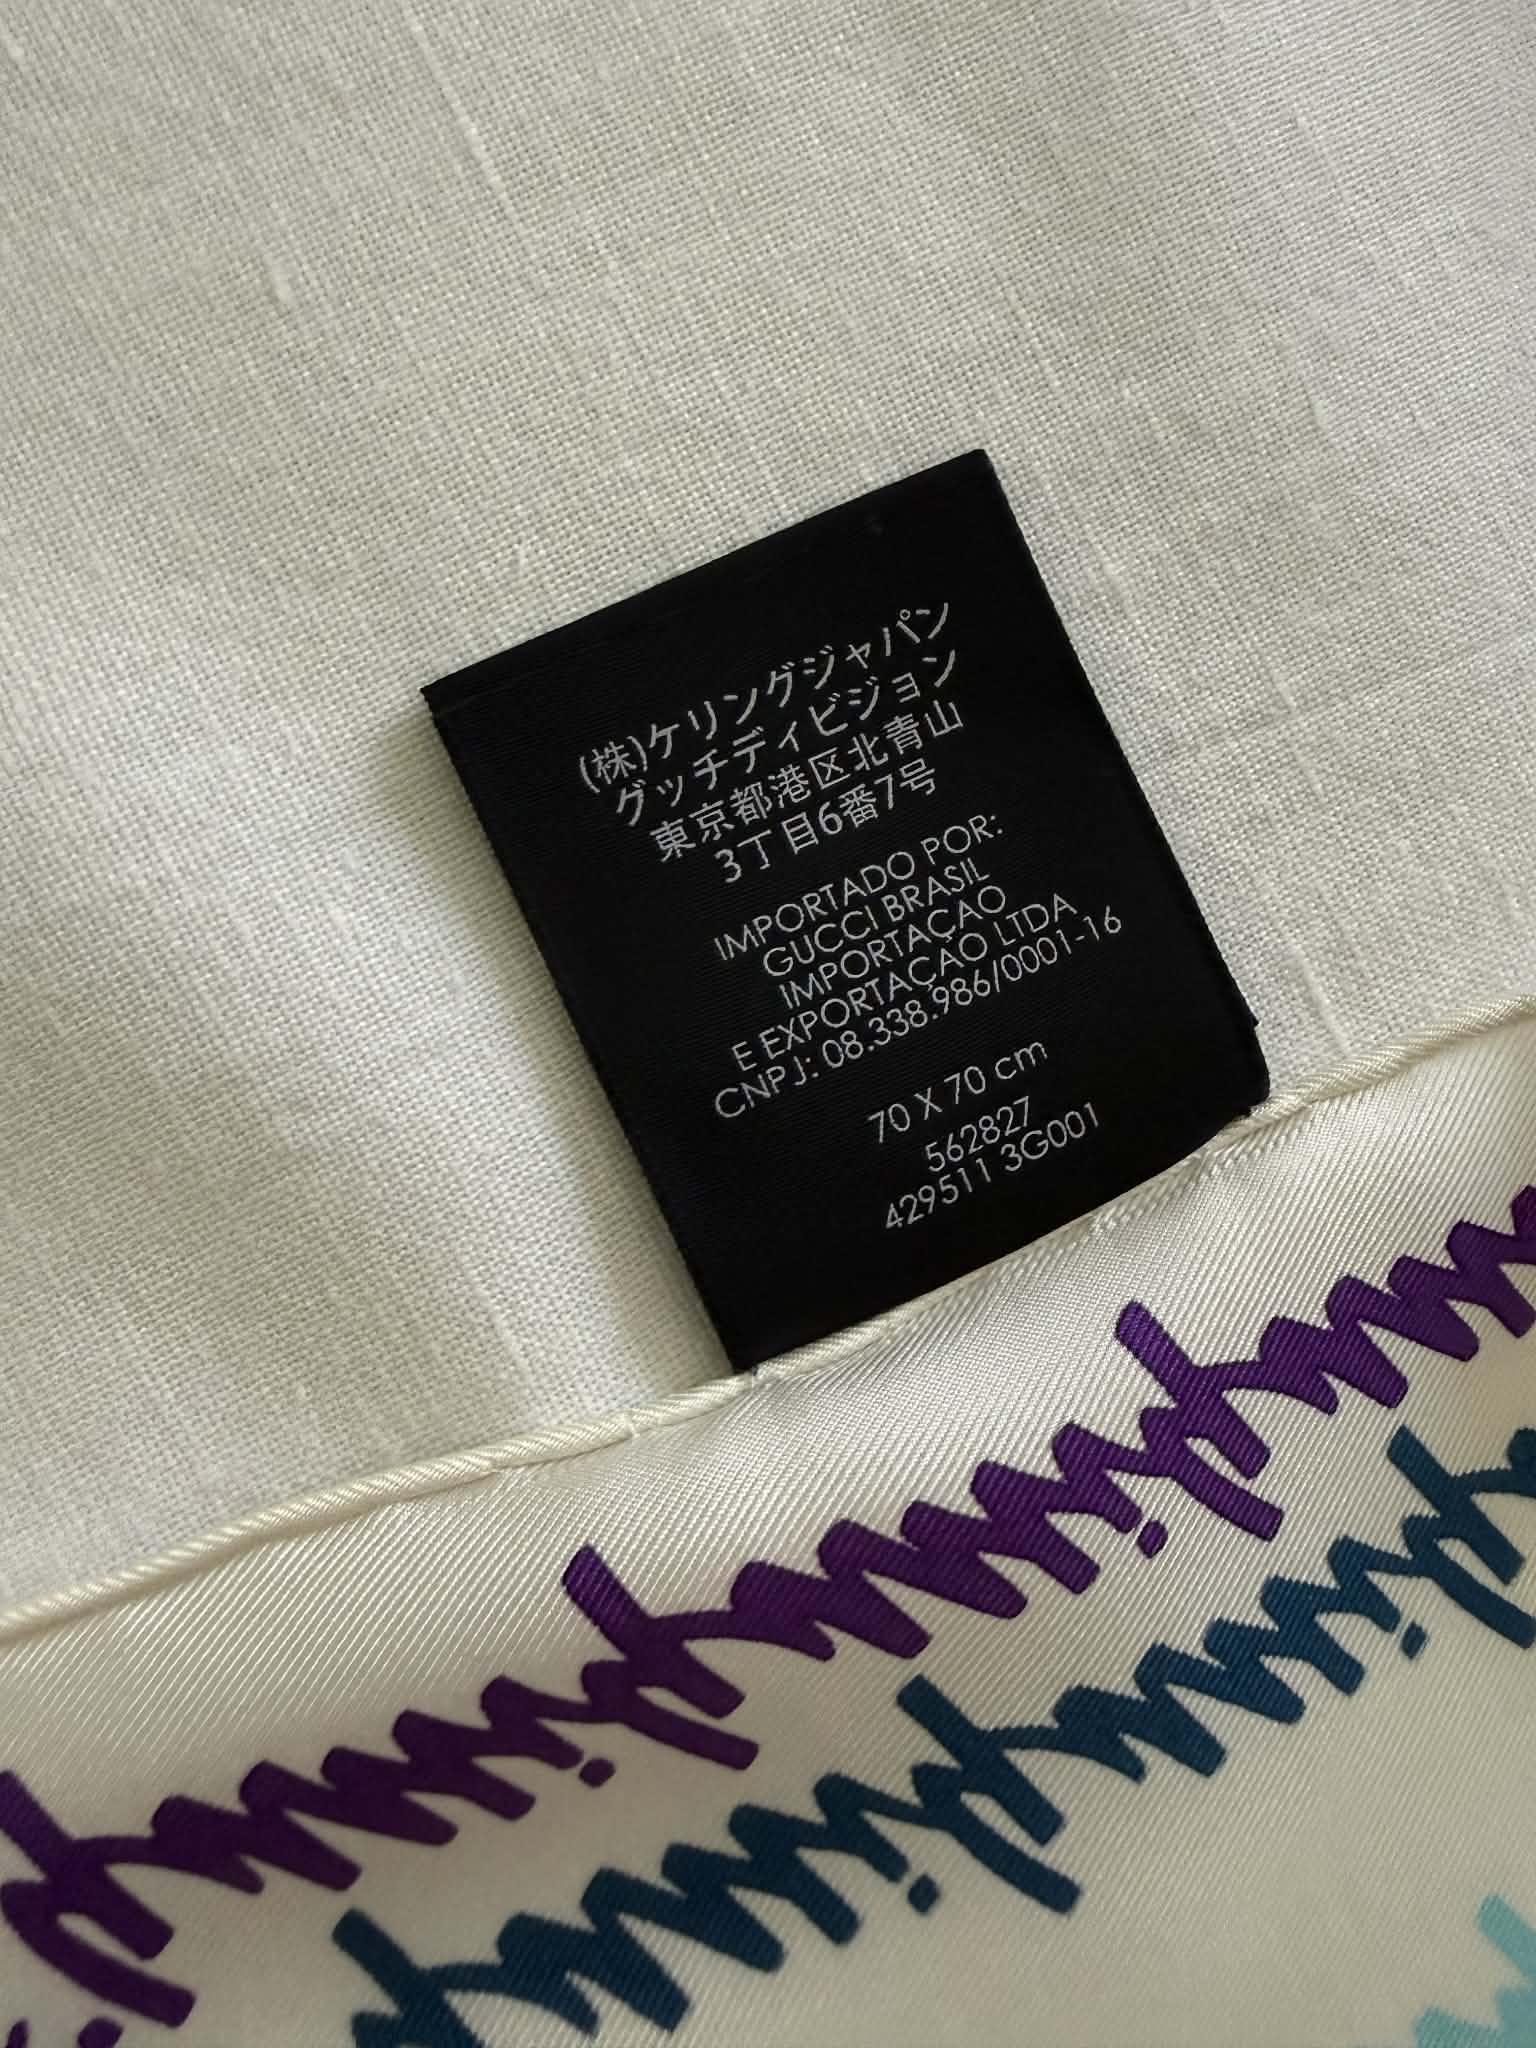 (株)ケリングジャパン
グッチディビジョン
東京都港区北青山
3丁目6番7号
IMPORTADO POR:
GUCCI BRASIL
IMPORTAÇAO
E EXPORTAÇAO LTDA
CNPJ: 08.338.986/0001-16
70 X 70 cm
562827
429511 3G001